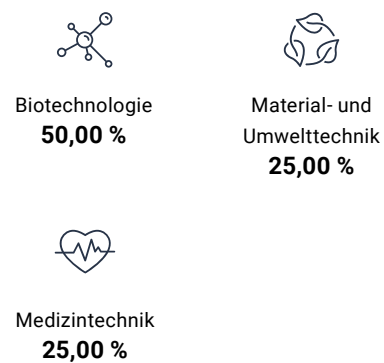 Biotechnologie
50,00 %
Material- und
Umwelttechnik
25,00 %
Medizintechnik
25,00 %